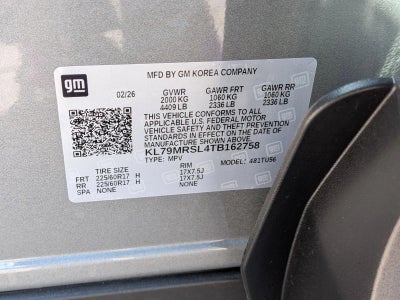 gm
MFD BY GM KOREA COMPANY
02/26 GVWR GAWR FRT GAWR RR
2000 KG 1060 KG 1060 KG
4409 LB 2336 LB 2336 LB
THIS VEHICLE CONFORMS TO ALL
APPLICABLE U.S. FEDERAL MOTOR
VEHICLE SAFETY AND THEFT PREVENTION
STANDARDS IN EFFECT ON THE DATE OF
MANUFACTURE SHOWN ABOVE.
KL79MRSL4TB162758
TYPE: MPV MODEL: 481TU56
TIRE SIZE RIM
FRT 225/60R17 H 17X7.5J
RR 225/60R17 H 17X7.5J
SPA NONE NONE